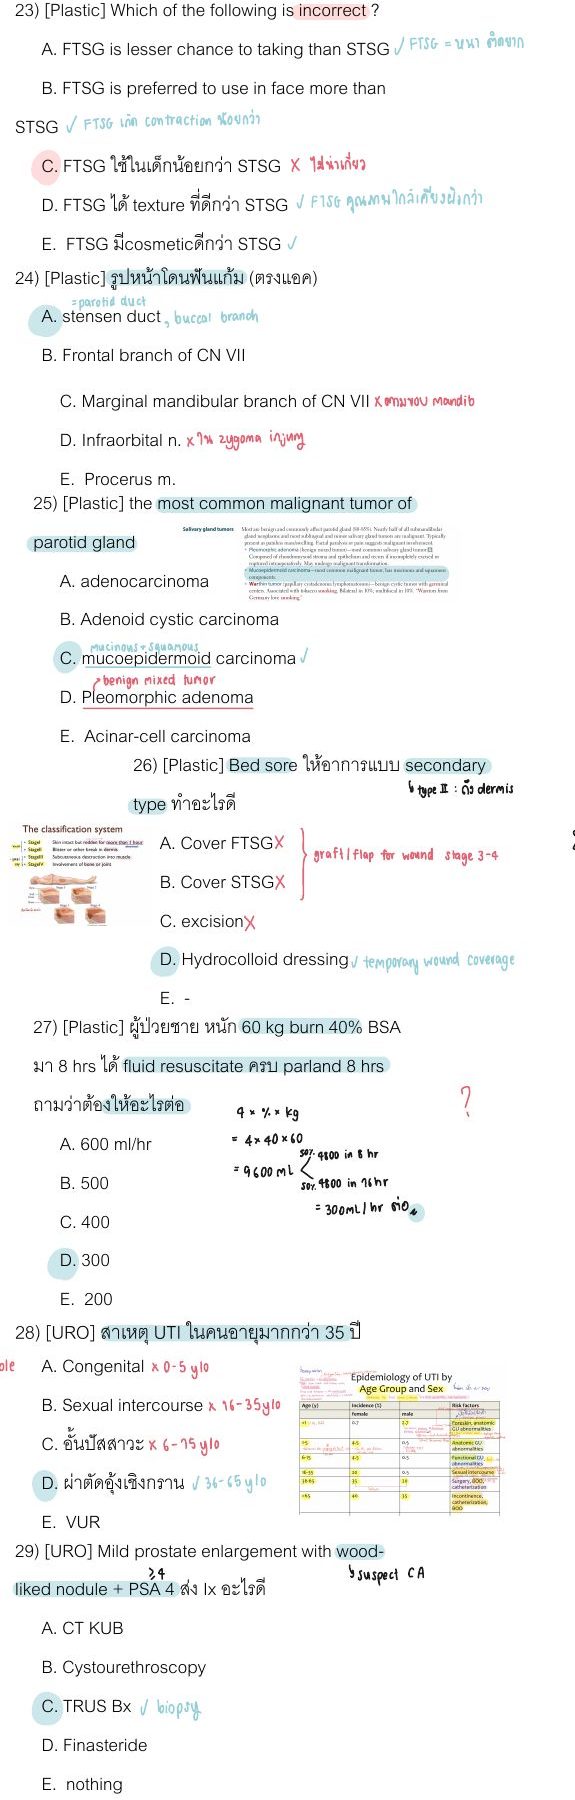 23) [Plastic] Which of the following is incorrect ?
A. FTSG is lesser chance to taking than STSG √ FTSG = หนา ติดยาก
B. FTSG is preferred to use in face more than
STSG √ FTSG เกิด contraction น้อยกว่า
C. FTSG ใช้ในเด็กน้อยกว่า STSG × ไม่น่าเกี่ยว
D. FTSG ได้ texture ที่ดีกว่า STSG √ FTSG คุณภาพใกล้เคียงผิวกว่า
E. FTSG มีcosmeticดีกว่า STSG √
24) [Plastic] รูปหน้าโดนฟันแก้ม (ตรงแอค)
= parotid duct
A. stensen duct, buccal branch
B. Frontal branch of CN VII
C. Marginal mandibular branch of CN VII × ตามขอบ mandib
D. Infraorbital n. × ใน zygoma injury
E. Procerus m.
25) [Plastic] the most common malignant tumor of
parotid gland
Salivary gland tumors
A. adenocarcinoma
B. Adenoid cystic carcinoma
mucinous + squamous
C. mucoepidermoid carcinoma √
benign mixed tumor
D. Pleomorphic adenoma
E. Acinar-cell carcinoma
26) [Plastic] Bed sore ให้อาการแบบ secondary
type II : ถึง dermis
type ทำอะไรดี
The classification system
A. Cover FTSG×
B. Cover STSG×
graft / flap for wound stage 3-4
C. excision×
D. Hydrocolloid dressing √ temporary wound coverage
E. -
27) [Plastic] ผู้ป่วยชาย หนัก 60 kg burn 40% BSA
มา 8 hrs ได้ fluid resuscitate ครบ parland 8 hrs
ถามว่าต้องให้อะไรต่อ
?
4 × % × kg
= 4 × 40 × 60
= 9600 mL
50% 4800 in 8 hr
50% 4800 in 16 hr
= 300 mL / hr ต่อ
A. 600 ml/hr
B. 500
C. 400
D. 300
E. 200
28) [URO] สาเหตุ UTI ในคนอายุมากกว่า 35 ปี
A. Congenital × 0-5 y/o
B. Sexual intercourse × 16-35 y/o
C. อั้นปัสสาวะ × 6-15 y/o
D. ผ่าตัดอุ้งเชิงกราน √ 36-65 y/o
E. VUR
Epidemiology of UTI by
Age Group and Sex
Age (y) Incidence (%) Risk factors
female male
29) [URO] Mild prostate enlargement with wood-
suspect CA
≥4
liked nodule + PSA 4 ส่ง Ix อะไรดี
A. CT KUB
B. Cystourethroscopy
C. TRUS Bx √ biopsy
D. Finasteride
E. nothing